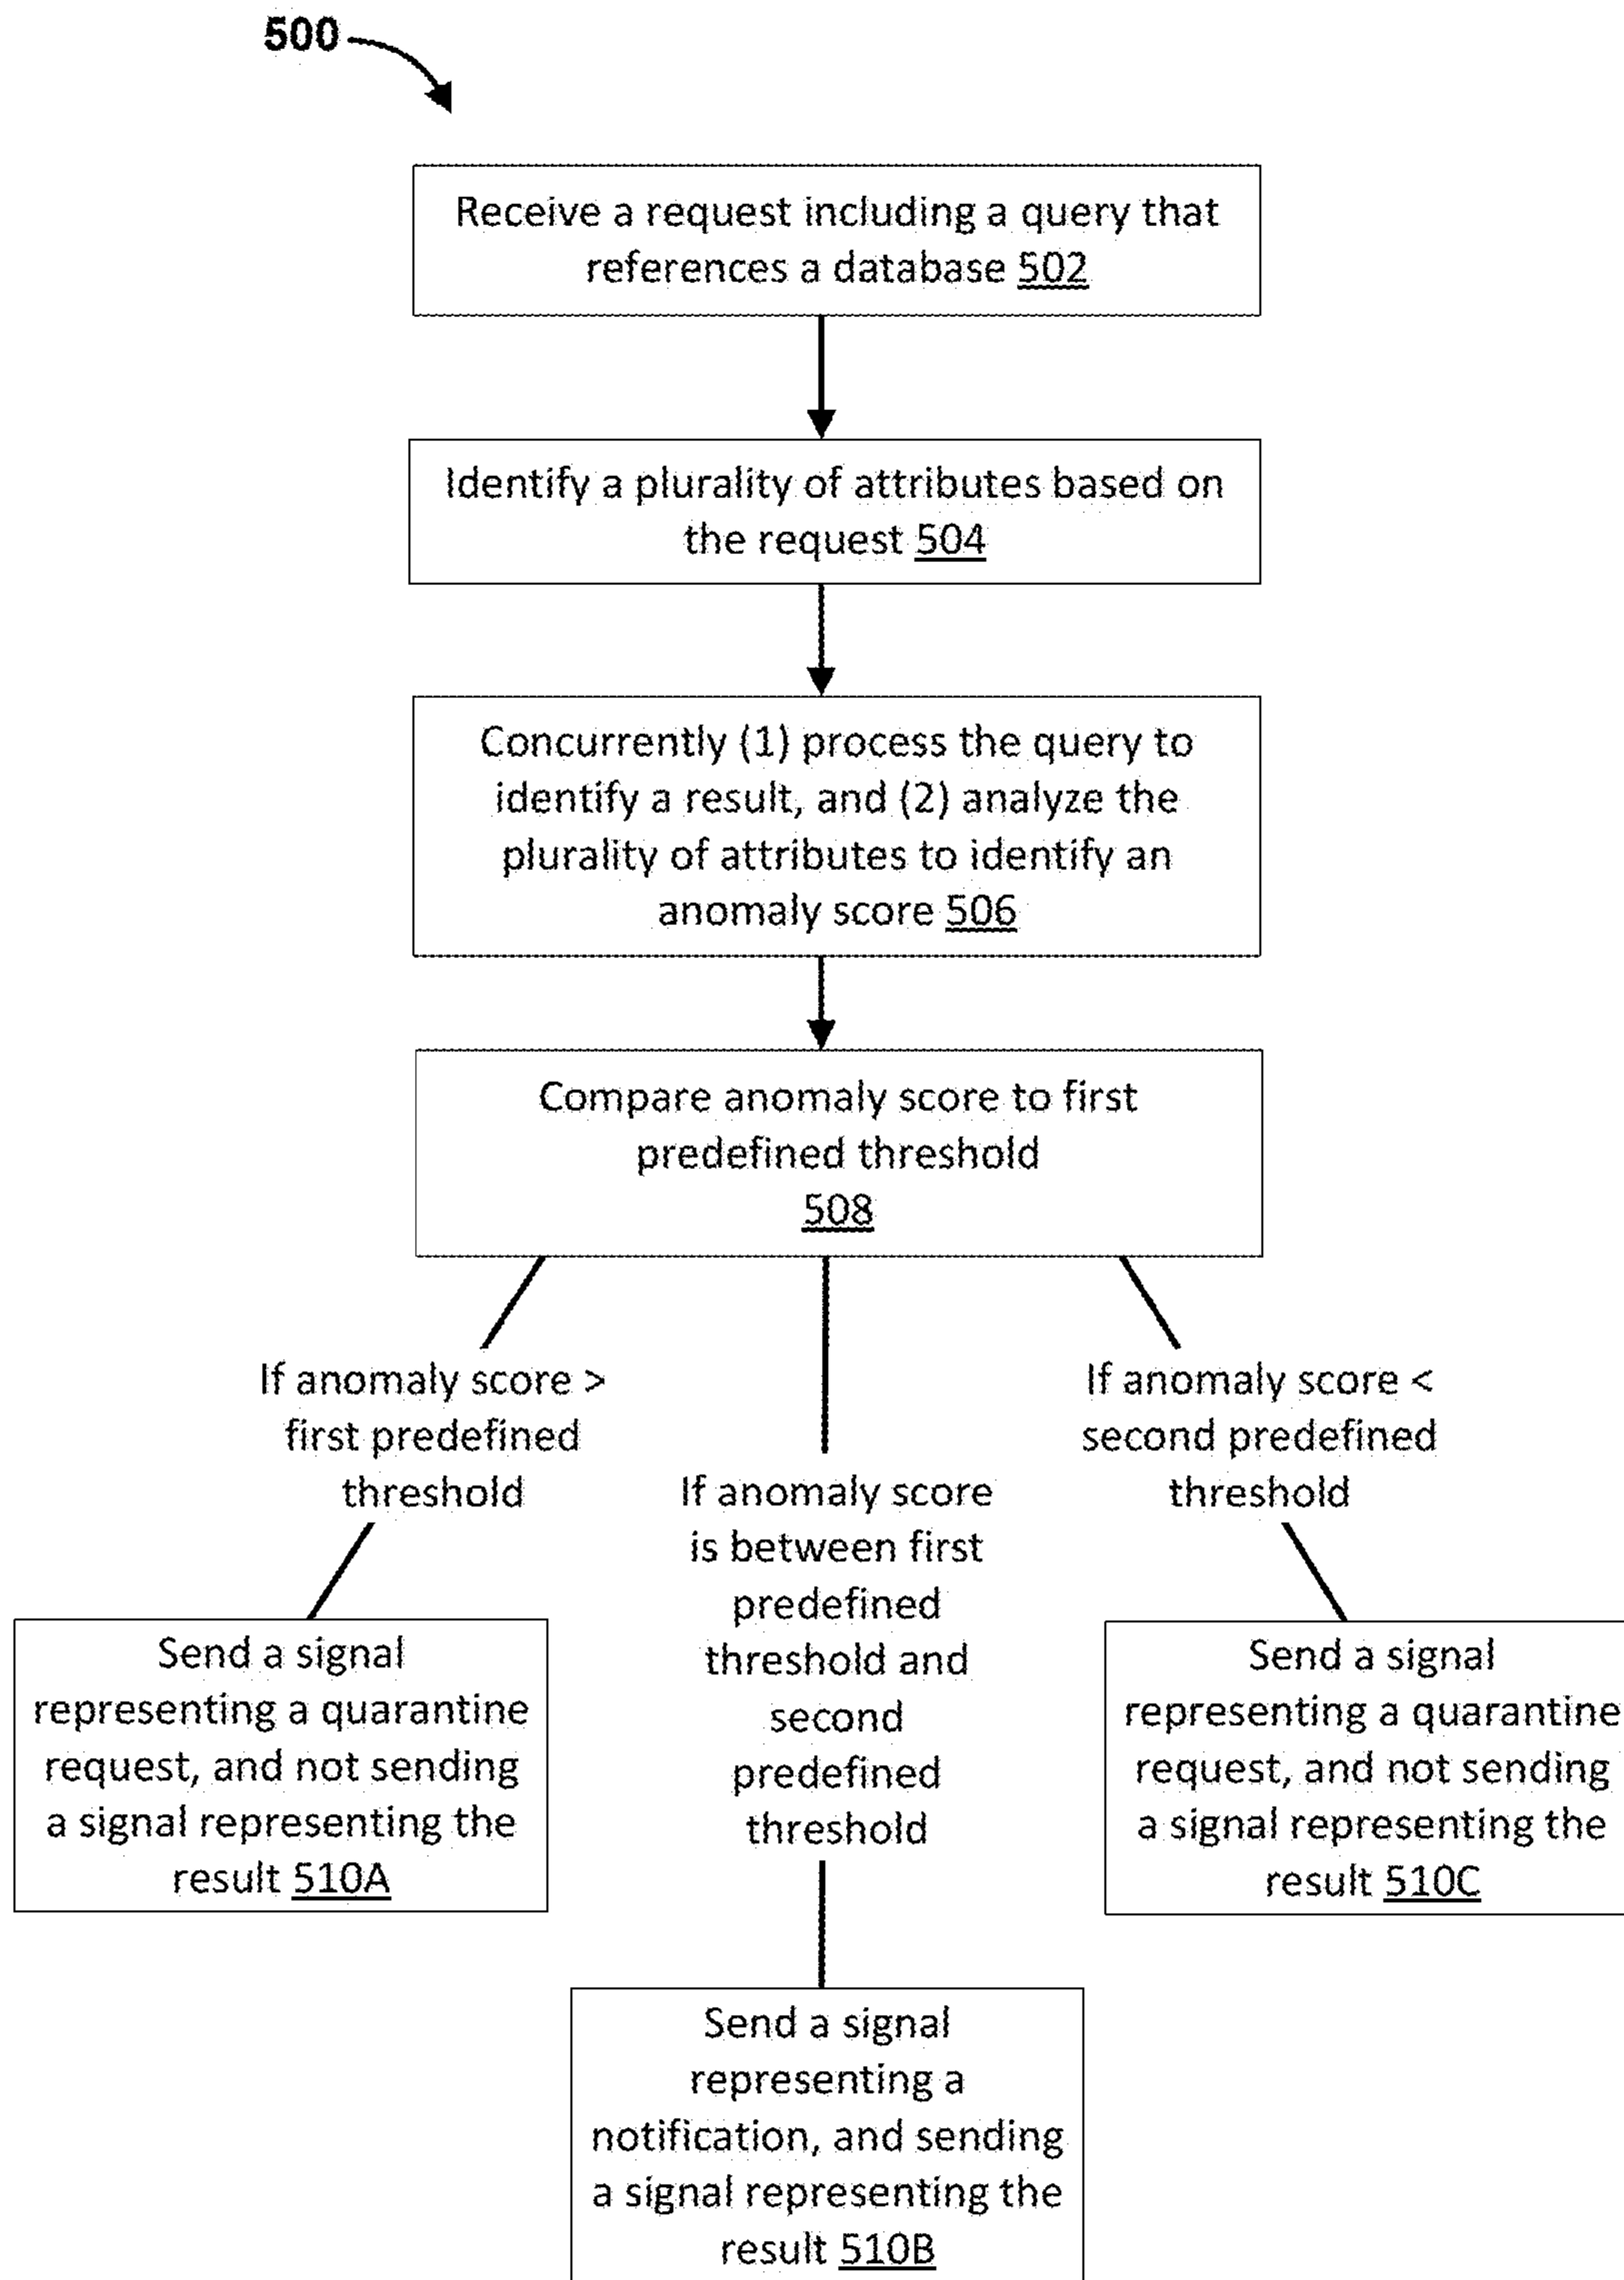 500
Receive a request including a query that
references a database 502
Identify a plurality of attributes based on
the request 504
Concurrently (1) process the query to
identify a result, and (2) analyze the
plurality of attributes to identify an
anomaly score 506
Compare anomaly score to first
predefined threshold
508
If anomaly score >
first predefined
threshold
If anomaly score
is between first
predefined
threshold and
second
predefined
threshold
If anomaly score <
second predefined
threshold
Send a signal
representing a quarantine
request, and not sending
a signal representing the
result 510A
Send a signal
representing a
notification, and sending
a signal representing the
result 510B
Send a signal
representing a quarantine
request, and not sending
a signal representing the
result 510C